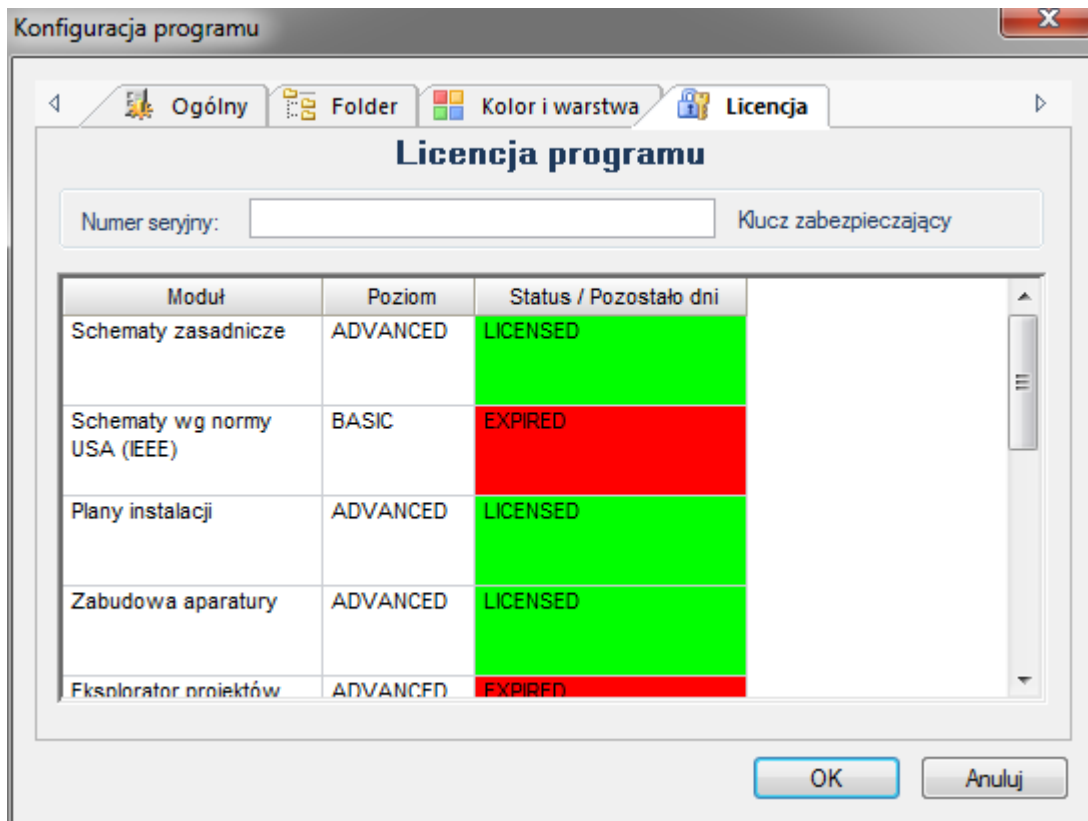 Konfiguracja programu
Ogólny Folder Kolor i warstwa Licencja
Licencja programu
Numer seryjny: Klucz zabezpieczający
Moduł Poziom Status / Pozostało dni
Schematy zasadnicze ADVANCED LICENSED
Schematy wg normy BASIC EXPIRED
USA (IEEE)
Plany instalacji ADVANCED LICENSED
Zabudowa aparatury ADVANCED LICENSED
Eksplorator projektów ADVANCED EXPIRED
OK Anuluj